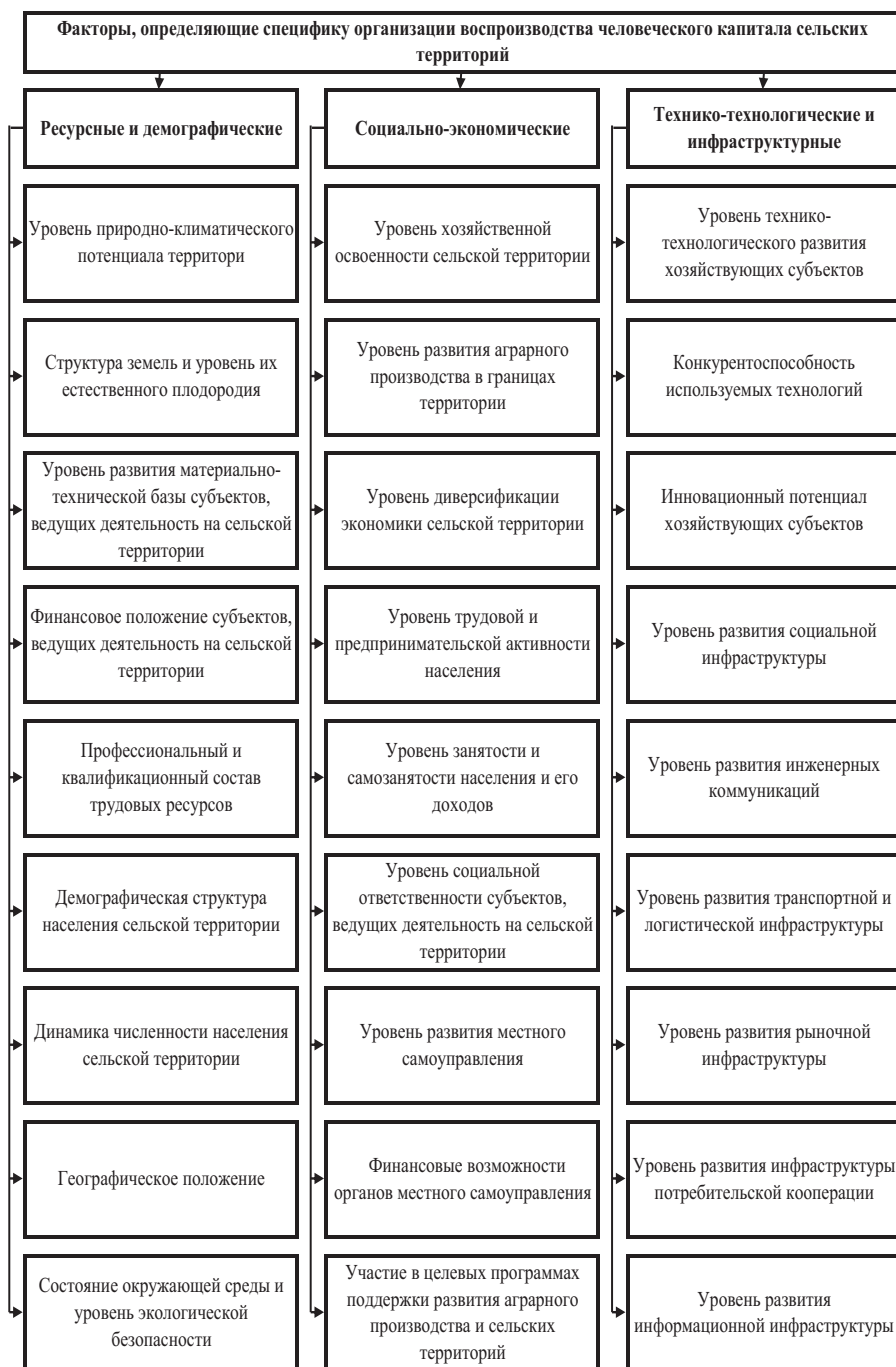 Факторы, определяющие специфику организации воспроизводства человеческого капитала сельских
территорий
Ресурсные и демографические
Социально-экономические
Технико-технологические и
инфраструктурные
Уровень природно-климатического
потенциала территори
Уровень хозяйственной
освоенности сельской территории
Уровень технико-
технологического развития
хозяйствующих субъектов
Структура земель и уровень их
естественного плодородия
Уровень развития аграрного
производства в границах
территории
Конкурентоспособность
используемых технологий
Уровень развития материально-
технической базы субъектов,
ведущих деятельность на сельской
территории
Уровень диверсификации
экономики сельской территории
Инновационный потенциал
хозяйствующих субъектов
Финансовое положение субъектов,
ведущих деятельность на сельской
территории
Уровень трудовой и
предпринимательской активности
населения
Уровень развития социальной
инфраструктуры
Профессиональный и
квалификационный состав
трудовых ресурсов
Уровень занятости и
самозанятости населения и его
доходов
Уровень развития инженерных
коммуникаций
Демографическая структура
населения сельской территории
Уровень социальной
ответственности субъектов,
ведущих деятельность на сельской
территории
Уровень развития транспортной и
логистической инфраструктуры
Динамика численности населения
сельской территории
Уровень развития местного
самоуправления
Уровень развития рыночной
инфраструктуры
Географическое положение
Финансовые возможности
органов местного самоуправления
Уровень развития инфраструктуры
потребительской кооперации
Состояние окружающей среды и
уровень экологической
безопасности
Участие в целевых программах
поддержки развития аграрного
производства и сельских
территорий
Уровень развития
информационной инфраструктуры